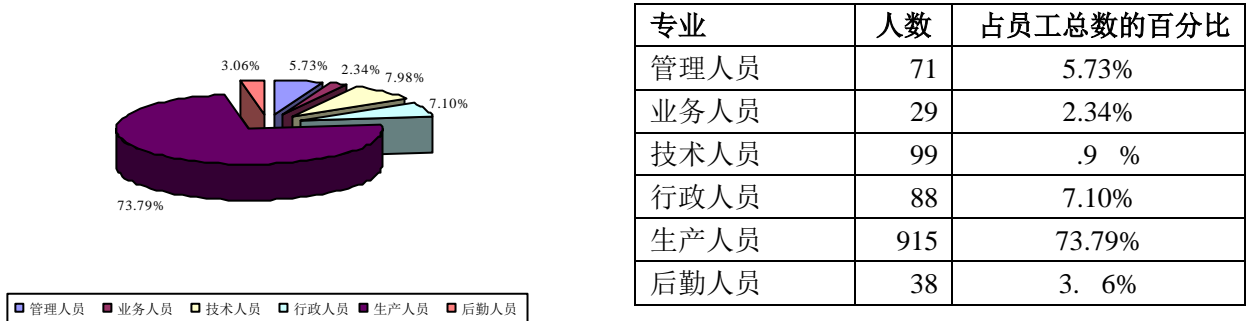 3.06% 5.73% 2.34% 7.98%
7.10%
73.79%
管理人员 业务人员 技术人员 行政人员 生产人员 后勤人员
专业 人数 占员工总数的百分比
管理人员 71 5.73%
业务人员 29 2.34%
技术人员 99 .9 %
行政人员 88 7.10%
生产人员 915 73.79%
后勤人员 38 3. 6%